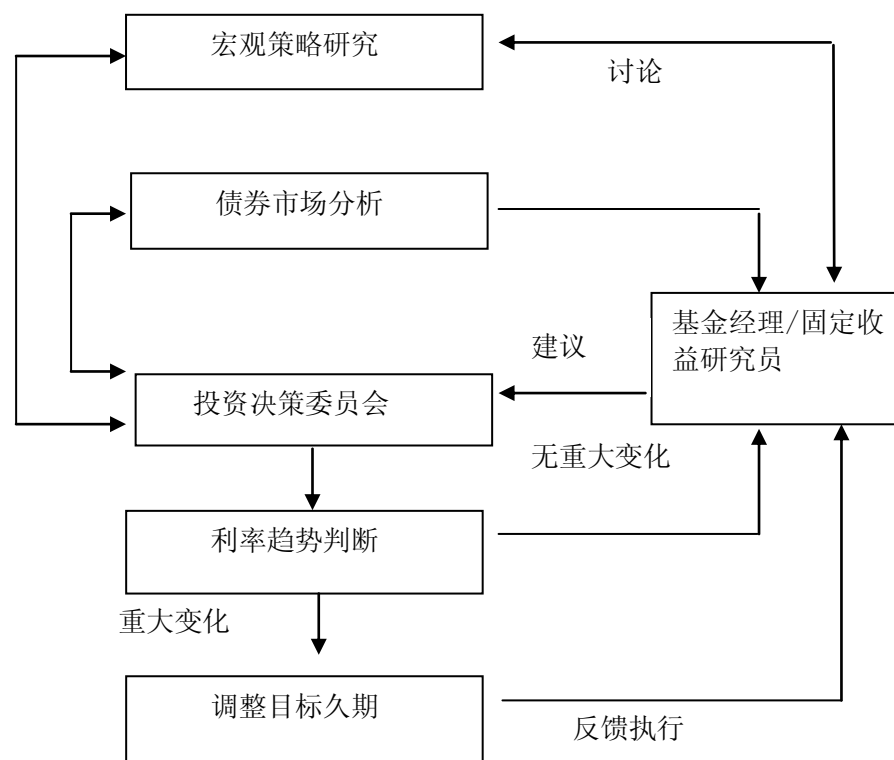 宏观策略研究
讨论
债券市场分析
基金经理/固定收
益研究员
建议
投资决策委员会
无重大变化
利率趋势判断
重大变化
调整目标久期
反馈执行